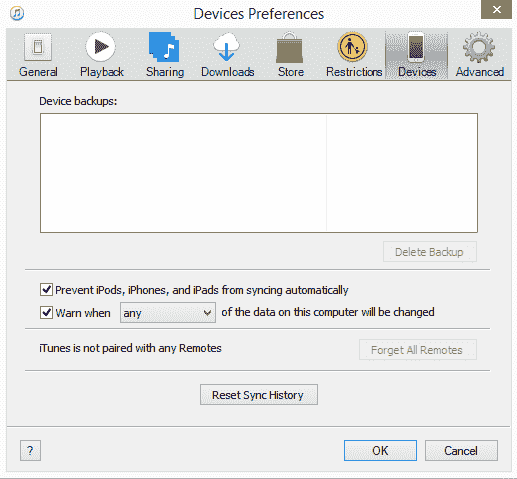 Devices Preferences
General Playback Sharing Downloads Store Restrictions Devices Advanced
Device backups:
Delete Backup
Prevent iPods, iPhones, and iPads from syncing automatically
Warn when any of the data on this computer will be changed
iTunes is not paired with any Remotes Forget All Remotes
Reset Sync History
? OK Cancel